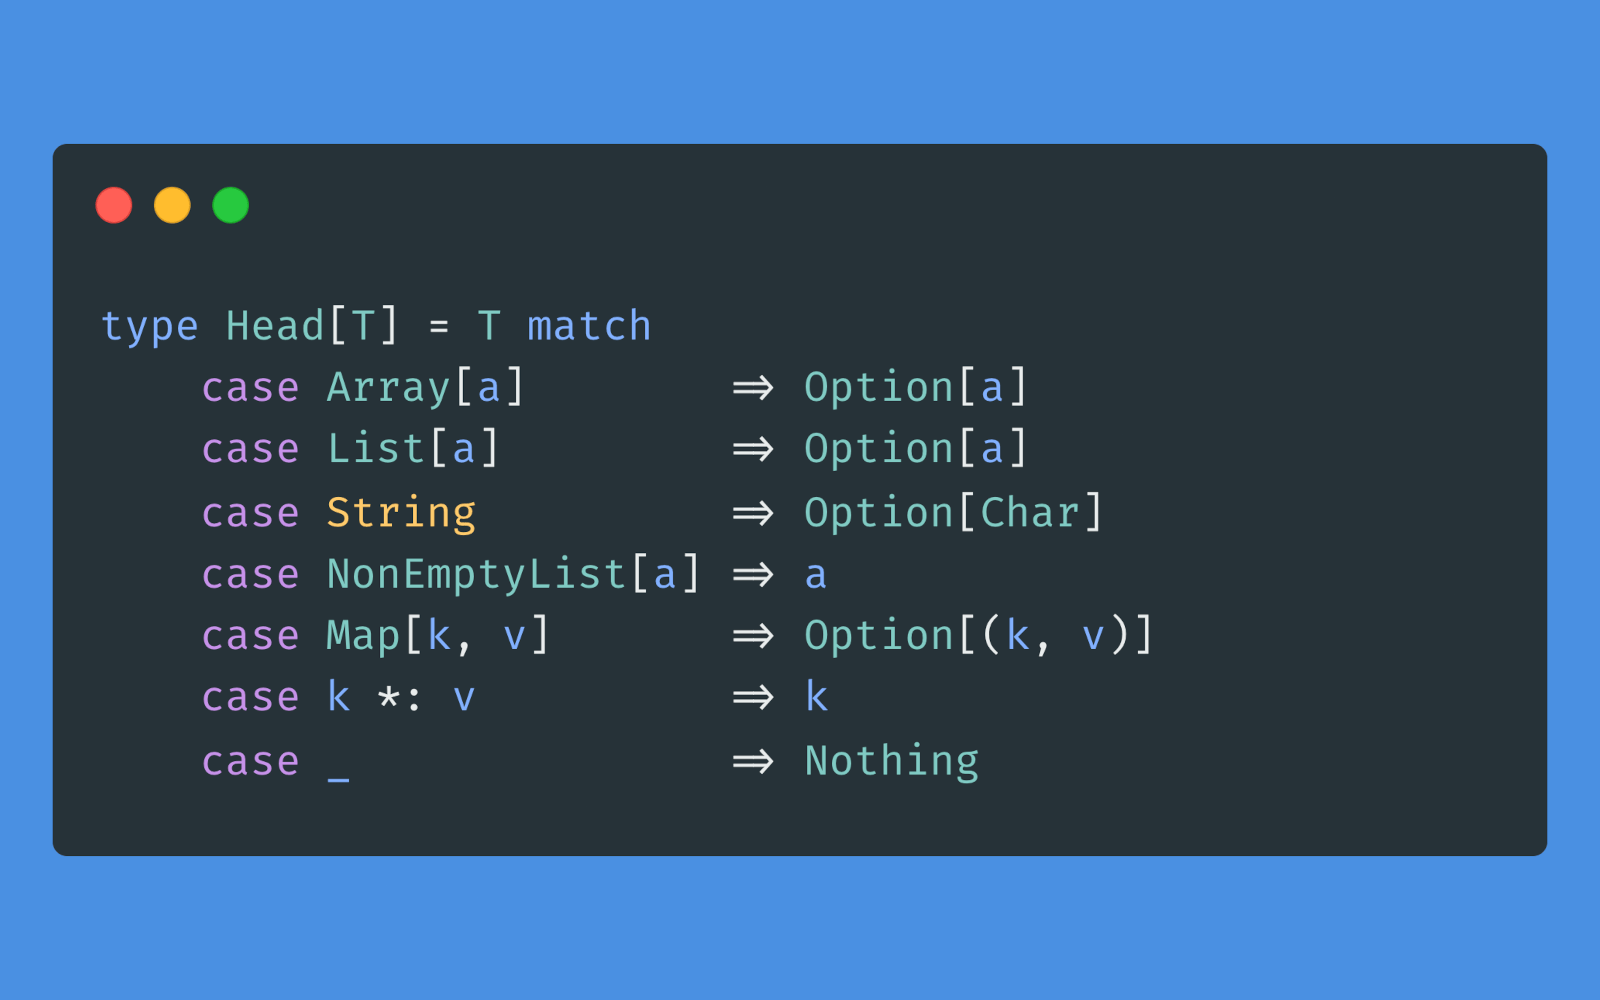 type Head[T] = T match
    case Array[a]        => Option[a]
    case List[a]         => Option[a]
    case String          => Option[Char]
    case NonEmptyList[a] => a
    case Map[k, v]       => Option[(k, v)]
    case k *: v          => k
    case _               => Nothing